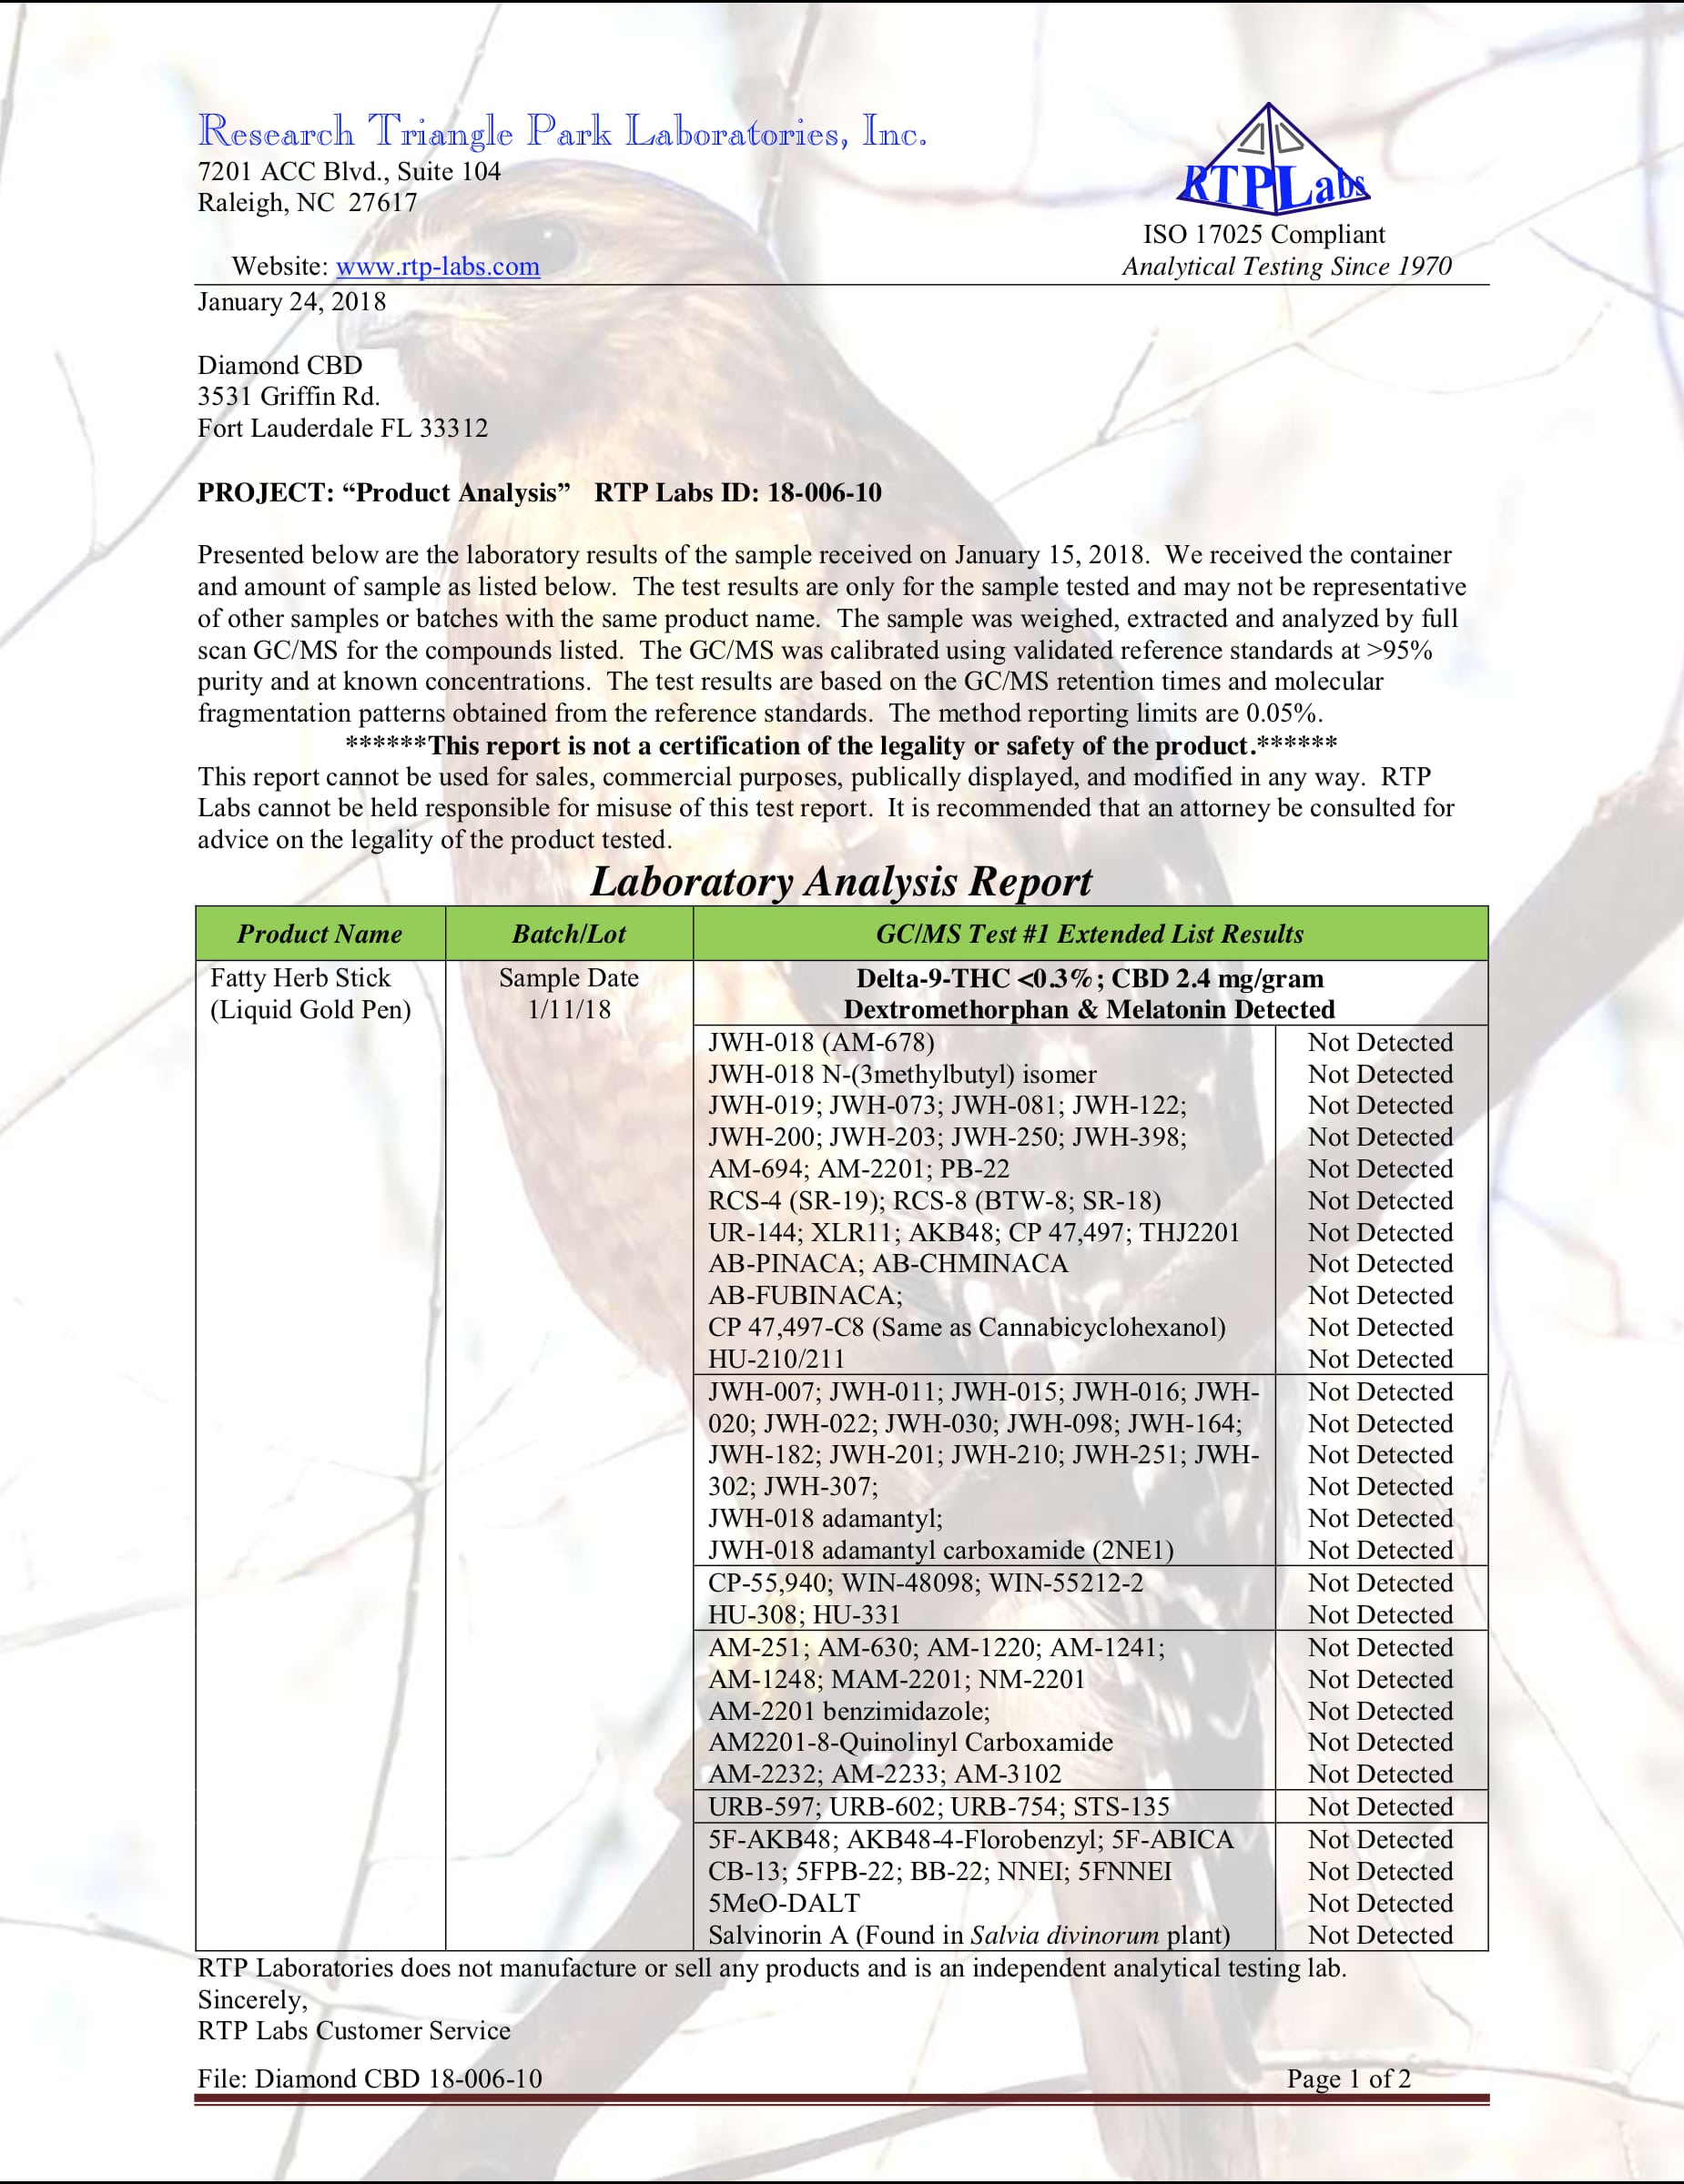 Research Triangle Park Laboratories, Inc.
7201 ACC Blvd., Suite 104
Raleigh, NC 27617
RTPLabs
ISO 17025 Compliant
Website: www.rtp-labs.com
Analytical Testing Since 1970
January 24, 2018
Diamond CBD
3531 Griffin Rd.
Fort Lauderdale FL 33312
PROJECT: “Product Analysis” RTP Labs ID: 18-006-10
Presented below are the laboratory results of the sample received on January 15, 2018. We received the container
and amount of sample as listed below. The test results are only for the sample tested and may not be representative
of other samples or batches with the same product name. The sample was weighed, extracted and analyzed by full
scan GC/MS for the compounds listed. The GC/MS was calibrated using validated reference standards at >95%
purity and at known concentrations. The test results are based on the GC/MS retention times and molecular
fragmentation patterns obtained from the reference standards. The method reporting limits are 0.05%.
******This report is not a certification of the legality or safety of the product.******
This report cannot be used for sales, commercial purposes, publically displayed, and modified in any way. RTP
Labs cannot be held responsible for misuse of this test report. It is recommended that an attorney be consulted for
advice on the legality of the product tested.
Laboratory Analysis Report
Product Name Batch/Lot GC/MS Test #1 Extended List Results
Fatty Herb Stick Sample Date Delta-9-THC <0.3%; CBD 2.4 mg/gram
(Liquid Gold Pen) 1/11/18 Dextromethorphan & Melatonin Detected
JWH-018 (AM-678) Not Detected
JWH-018 N-(3methylbutyl) isomer Not Detected
JWH-019; JWH-073; JWH-081; JWH-122; Not Detected
JWH-200; JWH-203; JWH-250; JWH-398; Not Detected
AM-694; AM-2201; PB-22 Not Detected
RCS-4 (SR-19); RCS-8 (BTW-8; SR-18) Not Detected
UR-144; XLR11; AKB48; CP 47,497; THJ2201 Not Detected
AB-PINACA; AB-CHMINACA Not Detected
AB-FUBINACA; Not Detected
CP 47,497-C8 (Same as Cannabicyclohexanol) Not Detected
HU-210/211 Not Detected
JWH-007; JWH-011; JWH-015; JWH-016; JWH- Not Detected
020; JWH-022; JWH-030; JWH-098; JWH-164; Not Detected
JWH-182; JWH-201; JWH-210; JWH-251; JWH- Not Detected
302; JWH-307; Not Detected
JWH-018 adamantyl; Not Detected
JWH-018 adamantyl carboxamide (2NE1) Not Detected
CP-55,940; WIN-48098; WIN-55212-2 Not Detected
HU-308; HU-331 Not Detected
AM-251; AM-630; AM-1220; AM-1241; Not Detected
AM-1248; MAM-2201; NM-2201 Not Detected
AM-2201 benzimidazole; Not Detected
AM2201-8-Quinolinyl Carboxamide Not Detected
AM-2232; AM-2233; AM-3102 Not Detected
URB-597; URB-602; URB-754; STS-135 Not Detected
5F-AKB48; AKB48-4-Florobenzyl; 5F-ABICA Not Detected
CB-13; 5FPB-22; BB-22; NNEI; 5FNNEI Not Detected
5MeO-DALT Not Detected
Salvinorin A (Found in Salvia divinorum plant) Not Detected
RTP Laboratories does not manufacture or sell any products and is an independent analytical testing lab.
Sincerely,
RTP Labs Customer Service
File: Diamond CBD 18-006-10 Page 1 of 2